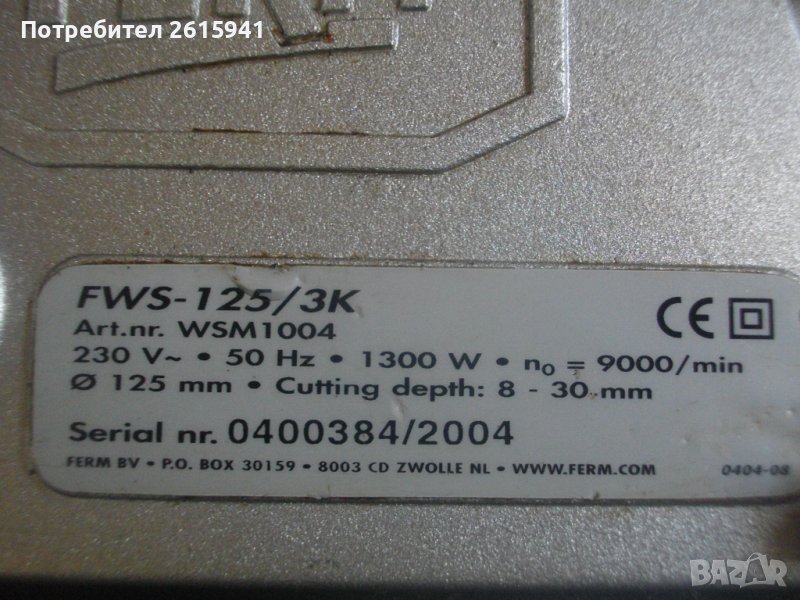 Потребител 2615941
FWS-125/3K
Art.nr. WSM1004
230 V~ • 50 Hz • 1300 W • n₀ = 9000/min
Ø 125 mm • Cutting depth: 8 - 30 mm
Serial nr. 0400384/2004
FERM BV • P.O. BOX 30159 • 8003 CD ZWOLLE NL • WWW.FERM.COM
0404-08
CE
BAZAR